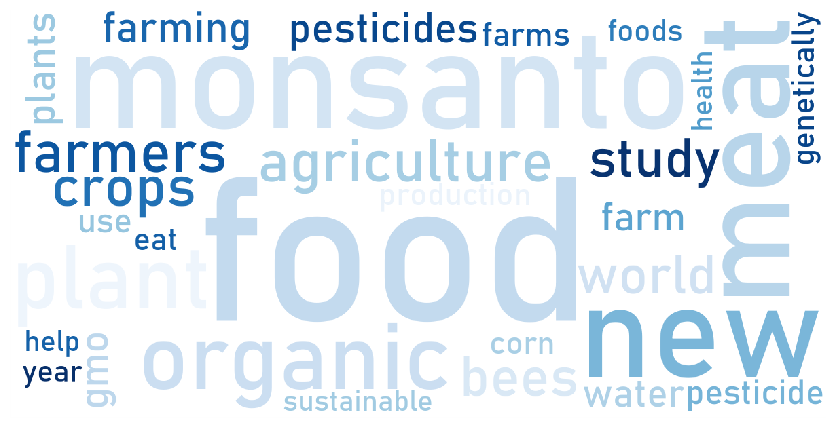 farming
pesticides
farms
foods
plants
monsanto
health
meat
genetically
farmers
agriculture
study
crops
production
use
eat
food
farm
plant
world
new
help
year
gmo
organic
corn
bees
water
pesticide
sustainable